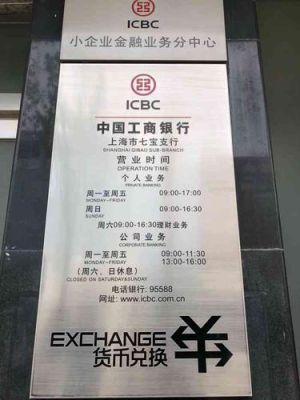 ICBC
小企业金融业务分中心
ICBC
中国工商银行
上海市七宝支行
SHANGHAI QIBAO SUB-BRANCH
营业时间
OPERATION TIME
个人业务
PRIVATE BANKING
周一至周五 09:00-17:00
MONDAY~FRIDAY
周日 09:00-16:30
SUNDAY
周六09:00-16:30理财业务
公司业务
CORPORATE BANKING
周一至周五 09:00-11:30
MONDAY~FRIDAY 13:00-16:00
(周六、日休息)
CLOSED ON SATURDAY&SUNDAY
电话银行: 95588
网址: www.icbc.com.cn
EXCHANGE
货币兑换